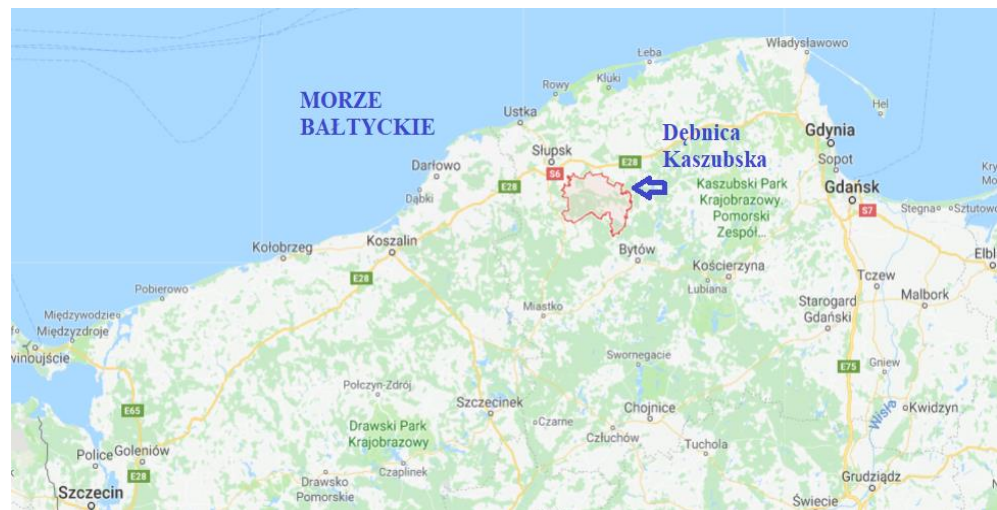 Władysławowo
Łeba
Kluki
Rowy
Hel
MORZE
BAŁTYCKIE
Ustka
Gdynia
Dębnica
Kaszubska
Słupsk
Sopot
E28
S6
Darłowo
E28
Kaszubski Park
Krajobrazowy
Pomorski
Zespół...
Gdańsk
S7
Dąbki
Stegna
Sztutowo
Kołobrzeg
Koszalin
Bytów
Kościerzyna
Lubiana
Tczew
E28
Pobierowo
Malbork
Miastko
Starogard
Gdański
Międzywodzie
Międzyzdroje
winoujście
Swornegacie
E75
Gniew
Połczyn-Zdrój
Szczecinek
Chojnice
Wisła
Kwidzyn
E65
Drawski Park
Krajobrazowy
Czarne
Człuchów
Tuchola
Police
Goleniów
Czaplinek
E28
Drawsko
Pomorskie
Grudziądz
Szczecin
Świecie